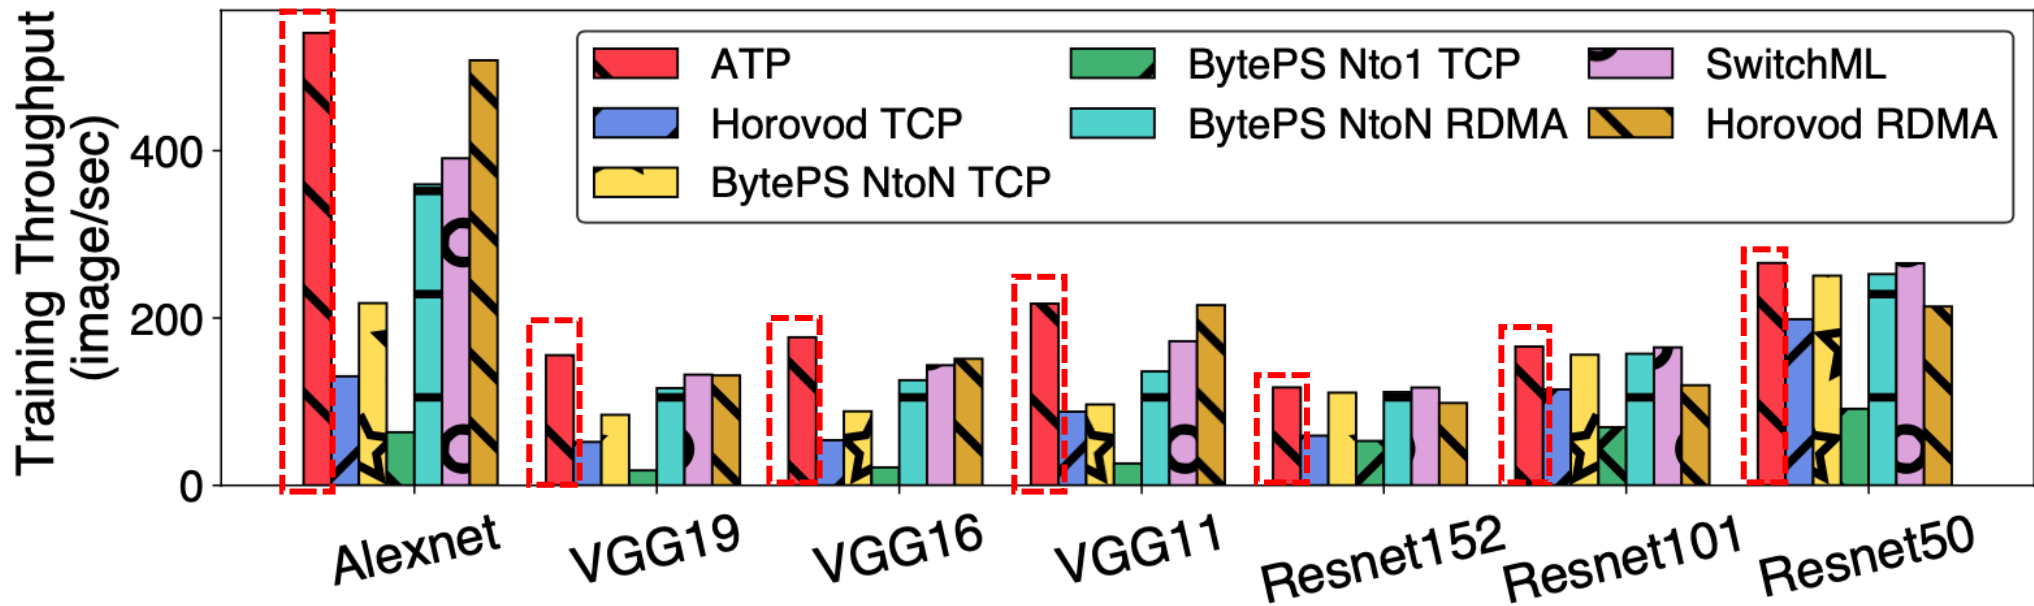 Training Throughput
(image/sec)
400
200
0
ATP
Horovod TCP
BytePS NtoN TCP
BytePS Nto1 TCP
BytePS NtoN RDMA
SwitchML
Horovod RDMA
Alexnet
VGG19
VGG16
VGG11
Resnet152
Resnet101
Resnet50